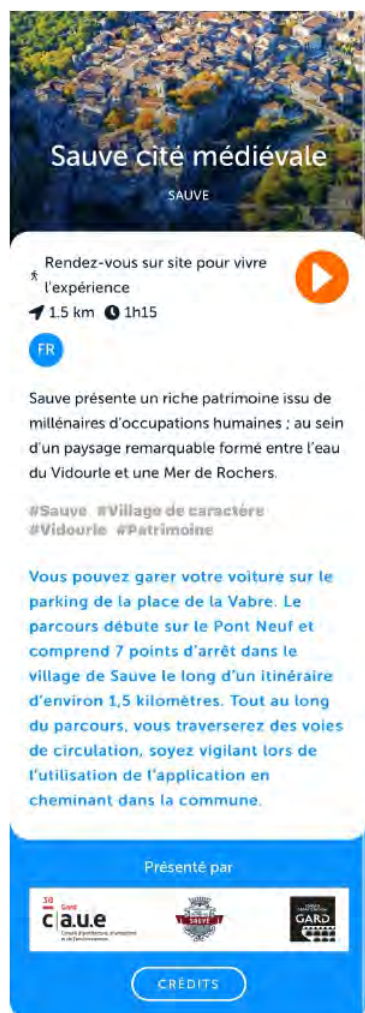 Sauve cité médiévale
SAUVE
Rendez-vous sur site pour vivre
l'expérience
1.5 km 1h15
FR
Sauve présente un riche patrimoine issu de
millénaires d'occupations humaines ; au sein
d'un paysage remarquable formé entre l'eau
du Vidourle et une Mer de Rochers.
#Sauve #Village de caractère
#Vidourle #Patrimoine
Vous pouvez garer votre voiture sur le
parking de la place de la Vabre. Le
parcours débute sur le Pont Neuf et
comprend 7 points d'arrêt dans le
village de Sauve le long d'un itinéraire
d'environ 1,5 kilomètres. Tout au long
du parcours, vous traverserez des voies
de circulation, soyez vigilant lors de
l'utilisation de l'application en
cheminant dans la commune.
Présenté par
30 GARD
c|a.u.e
Conseil d'architecture, d'urbanisme
et de l'environnement
SAUVE
GARD
CRÉDITS